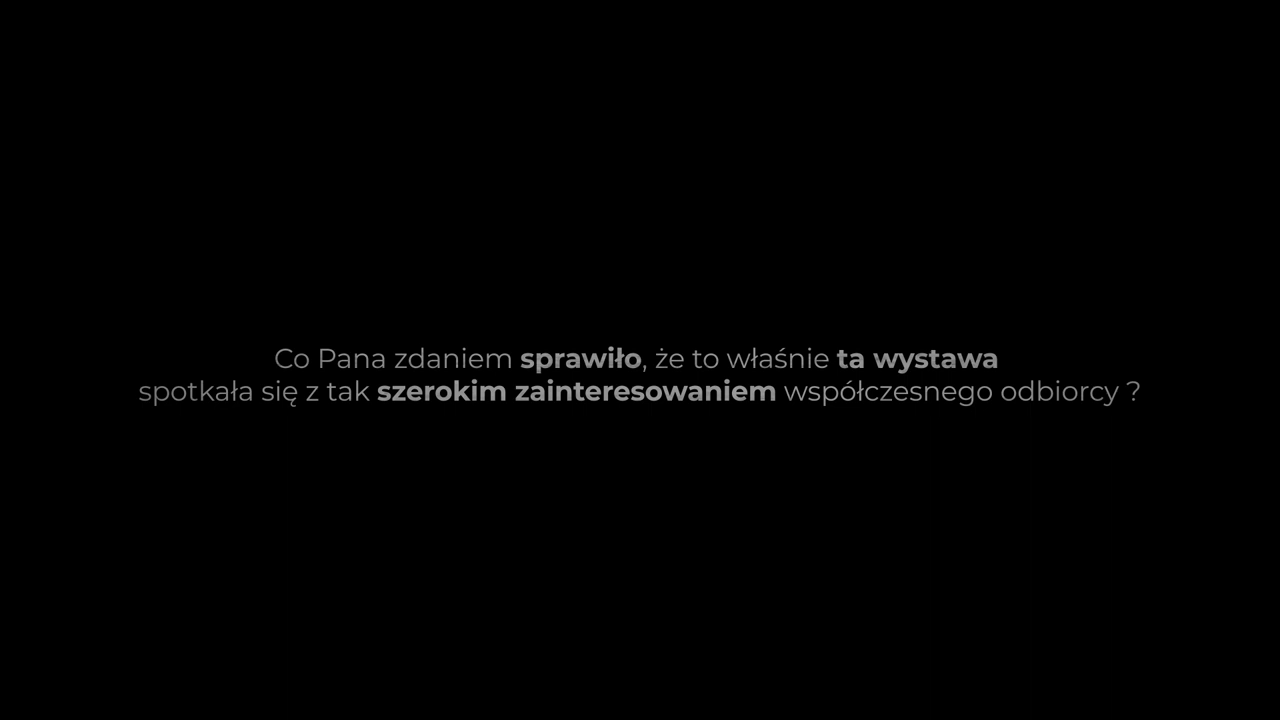 Co Pana zdaniem sprawiło, że to właśnie ta wystawa
spotkała się z tak szerokim zainteresowaniem współczesnego odbiorcy ?